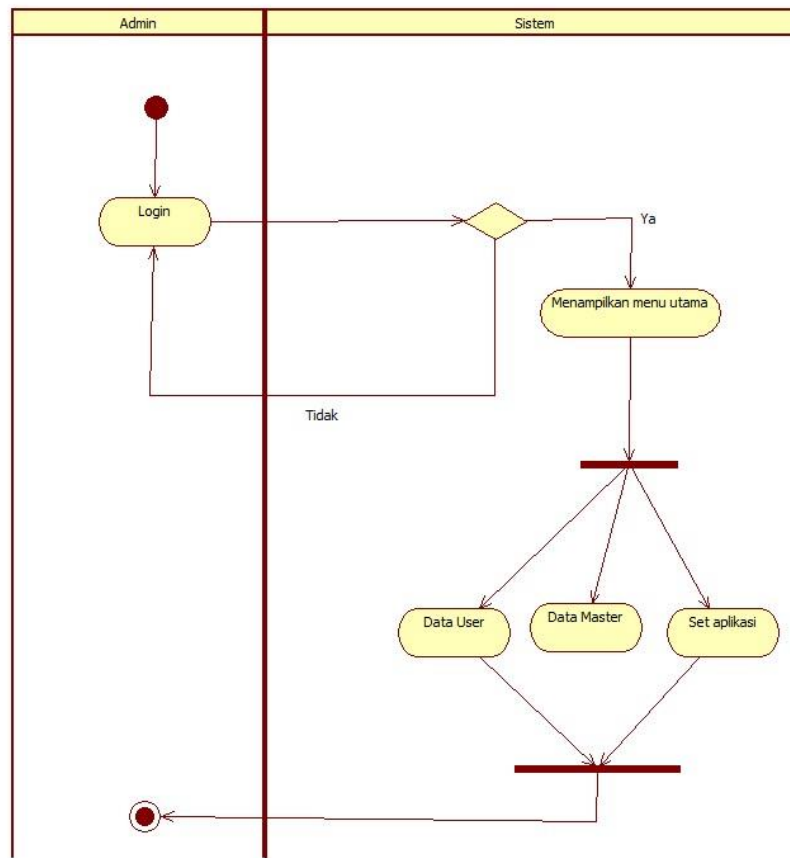 Admin
Sistem
Login
Ya
Menampilkan menu utama
Tidak
Data User
Data Master
Set aplikasi